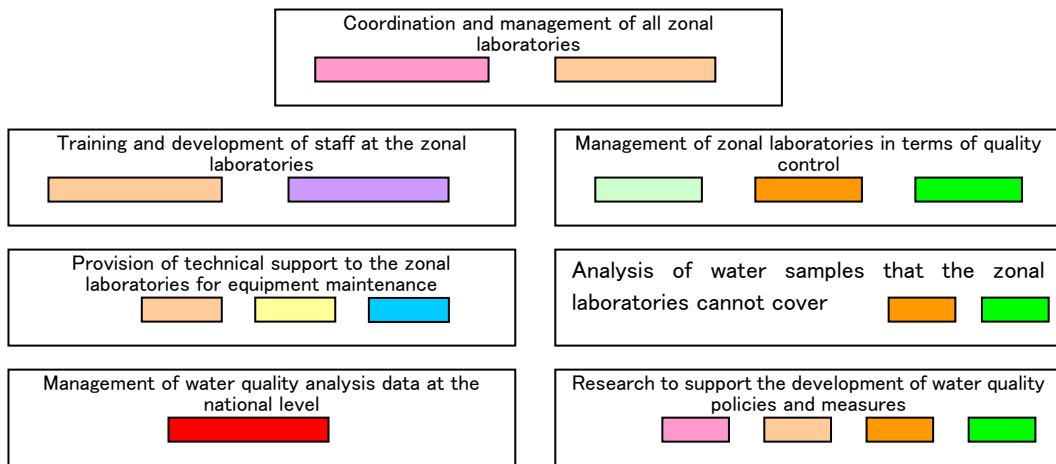 Coordination and management of all zonal
laboratories
Training and development of staff at the zonal
laboratories
Management of zonal laboratories in terms of quality
control
Provision of technical support to the zonal
laboratories for equipment maintenance
Analysis of water samples that the zonal
laboratories cannot cover
Management of water quality analysis data at the
national level
Research to support the development of water quality
policies and measures